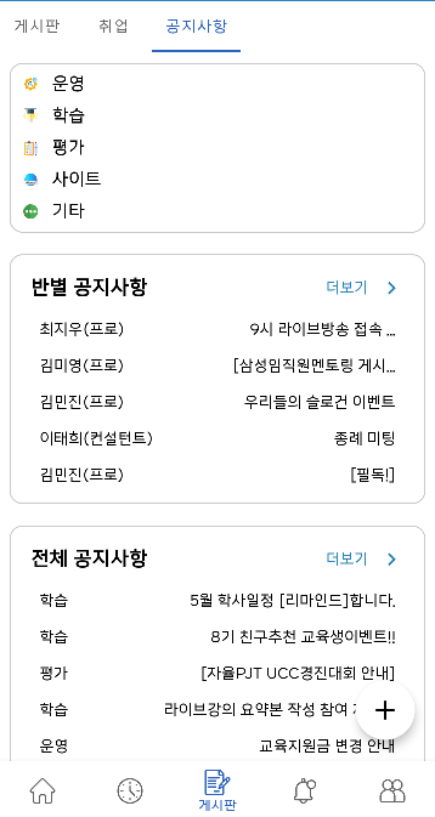 게시판 취업 공지사항
운영
학습
평가
사이트
기타
반별 공지사항 더보기
최지우(프로) 9시 라이브방송 접속 ...
김미영(프로) [삼성임직원멘토링 게시...
김민진(프로) 우리들의 슬로건 이벤트
이태희(컨설턴트) 종례 미팅
김민진(프로) [필독!]
전체 공지사항 더보기
학습 5월 학사일정 [리마인드]합니다.
학습 8기 친구추천 교육생이벤트!!
평가 [자율PJT UCC경진대회 안내]
학습 라이브강의 요약본 작성 참여
운영 교육지원금 변경 안내
게시판